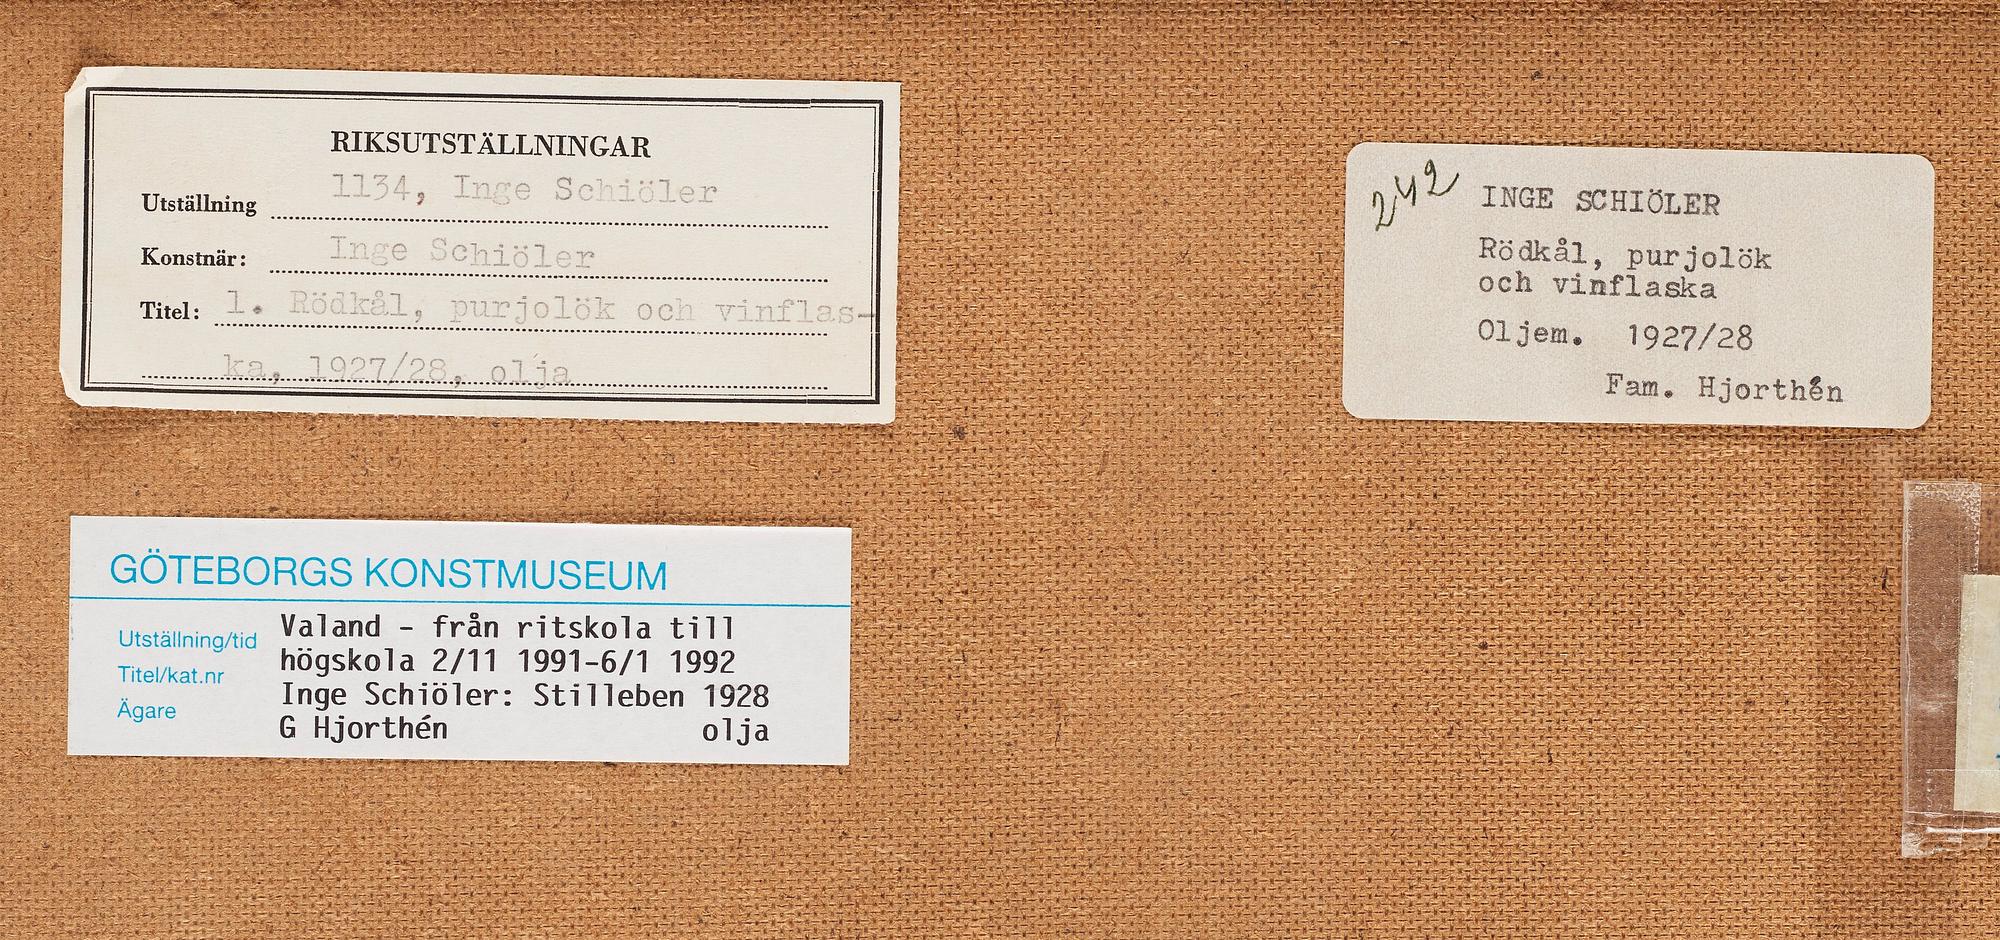 RIKSUTSTÄLLNINGAR
Utställning 1134, Inge Schiöler
Konstnär: Inge Schiöler
Titel: 1. Rödkål, purjolök och vinflas-
ka, 1927/28, olja
242 INGE SCHIÖLER
Rödkål, purjolök
och vinflaska
Oljem. 1927/28
Fam. Hjorthén
GÖTEBORGS KONSTMUSEUM
Utställning/tid Valand - från ritskola till
högskola 2/11 1991-6/1 1992
Titel/kat.nr Inge Schiöler: Stilleben 1928
Ägare G Hjorthén olja